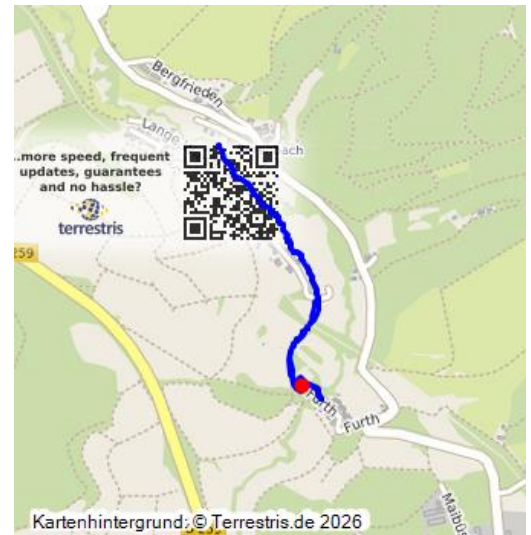 Bergfrieden
Lange
ach
..more speed, frequent
updates, guarantees
and no hassle?
terrestris
259
Furth
Furth
Maibüs
Kartenhintergrund: © Terrestris.de 2026